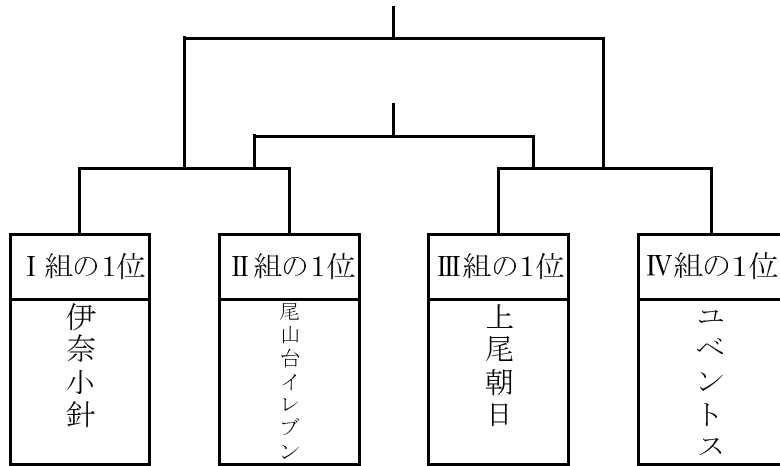 Ⅰ組の1位
伊奈小針
Ⅱ組の1位
尾山台イレブン
Ⅲ組の1位
上尾朝日
Ⅳ組の1位
ユベントス